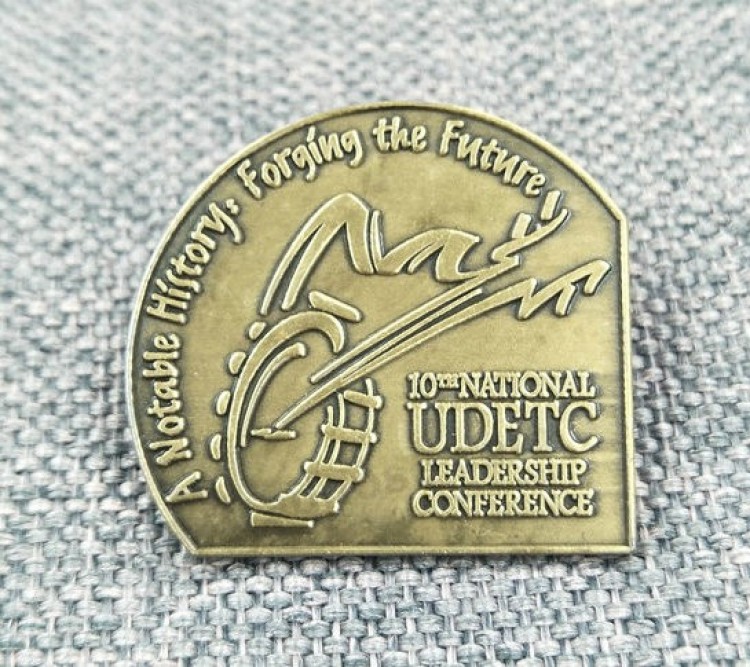 A Notable History: Forging the Future!
10TH NATIONAL
UDETC
LEADERSHIP
CONFERENCE